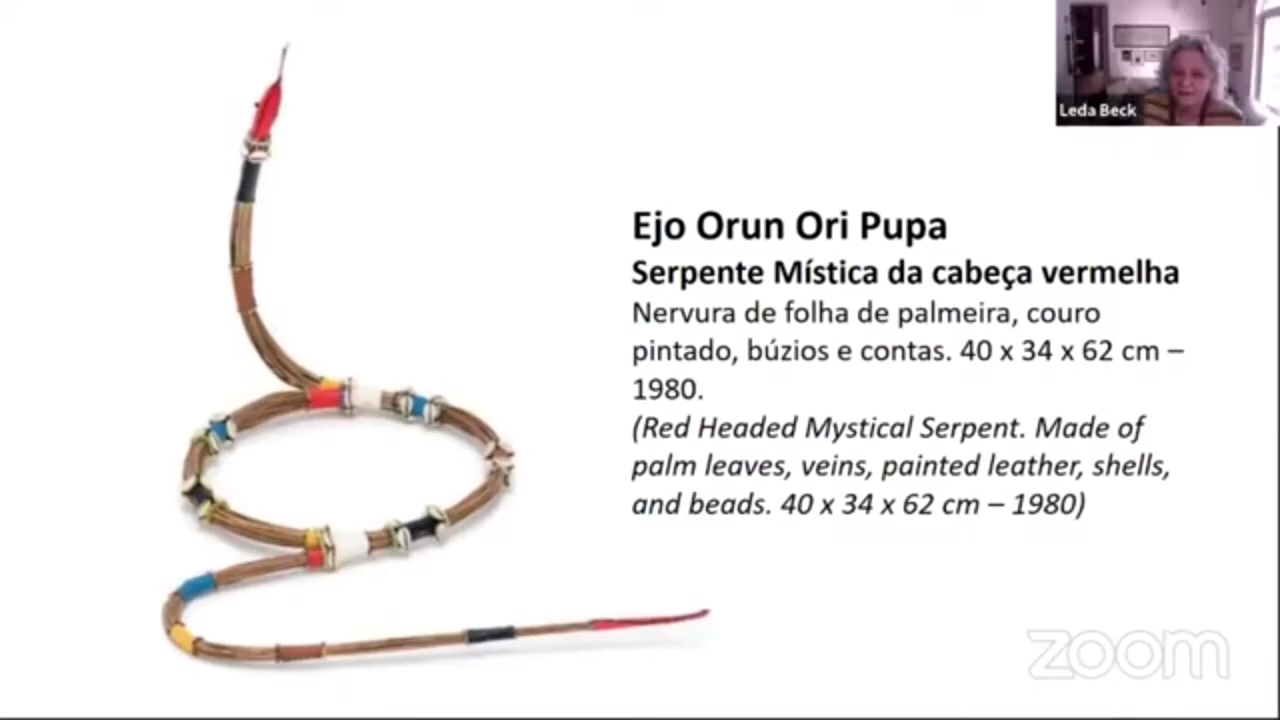 Leda Beck
Ejo Orun Ori Pupa
Serpente Mística da cabeça vermelha
Nervura de folha de palmeira, couro
pintado, búzios e contas. 40 x 34 x 62 cm –
1980.
(Red Headed Mystical Serpent. Made of
palm leaves, veins, painted leather, shells,
and beads. 40 x 34 x 62 cm – 1980)
zoom